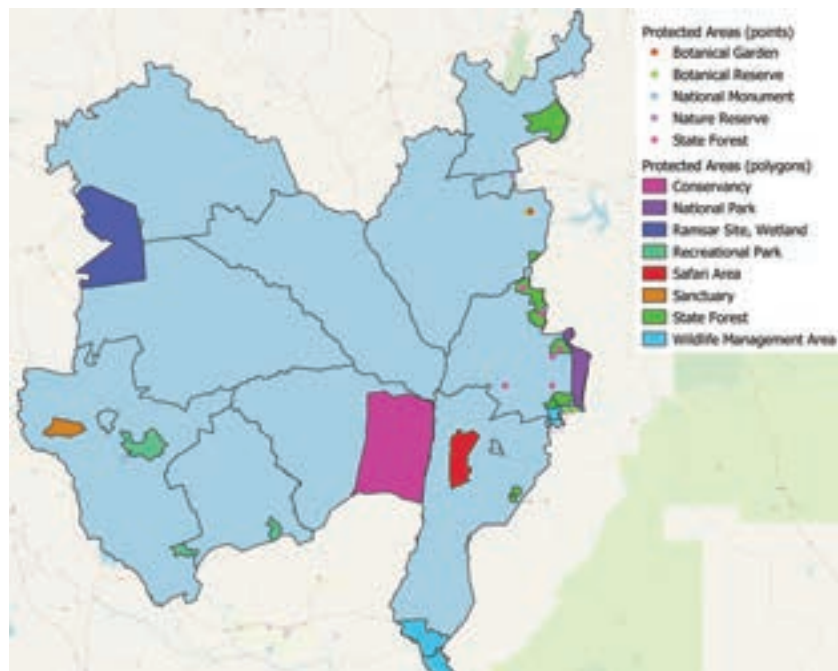 Protected Areas (points)
Botanical Garden
Botanical Reserve
National Monument
Nature Reserve
State Forest
Protected Areas (polygons)
Conservancy
National Park
Ramsar Site, Wetland
Recreational Park
Safari Area
Sanctuary
State Forest
Wildlife Management Area